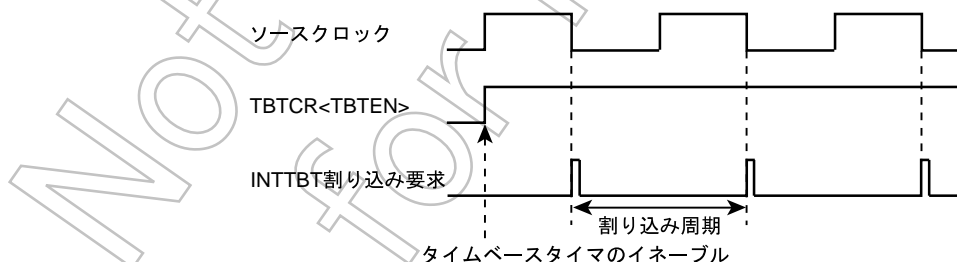 ソースクロック
TBTCR<TBTEN>
INTTBT割り込み要求
割り込み周期
タイムベースタイマのイネーブル
Not
for